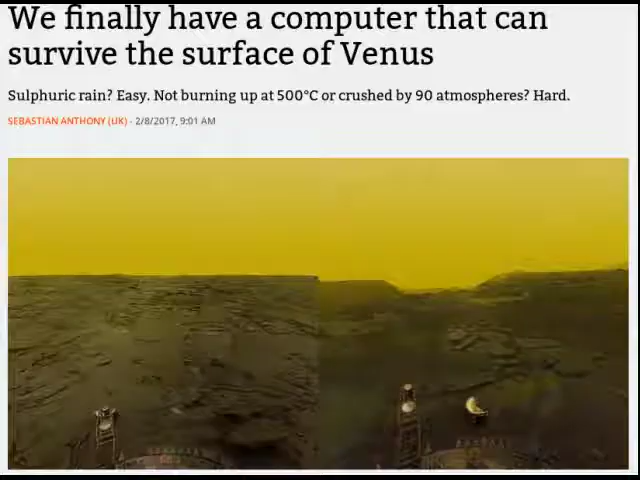 We finally have a computer that can
survive the surface of Venus
Sulphuric rain? Easy. Not burning up at 500°C or crushed by 90 atmospheres? Hard.
SEBASTIAN ANTHONY (UK) - 2/8/2017, 9:01 AM